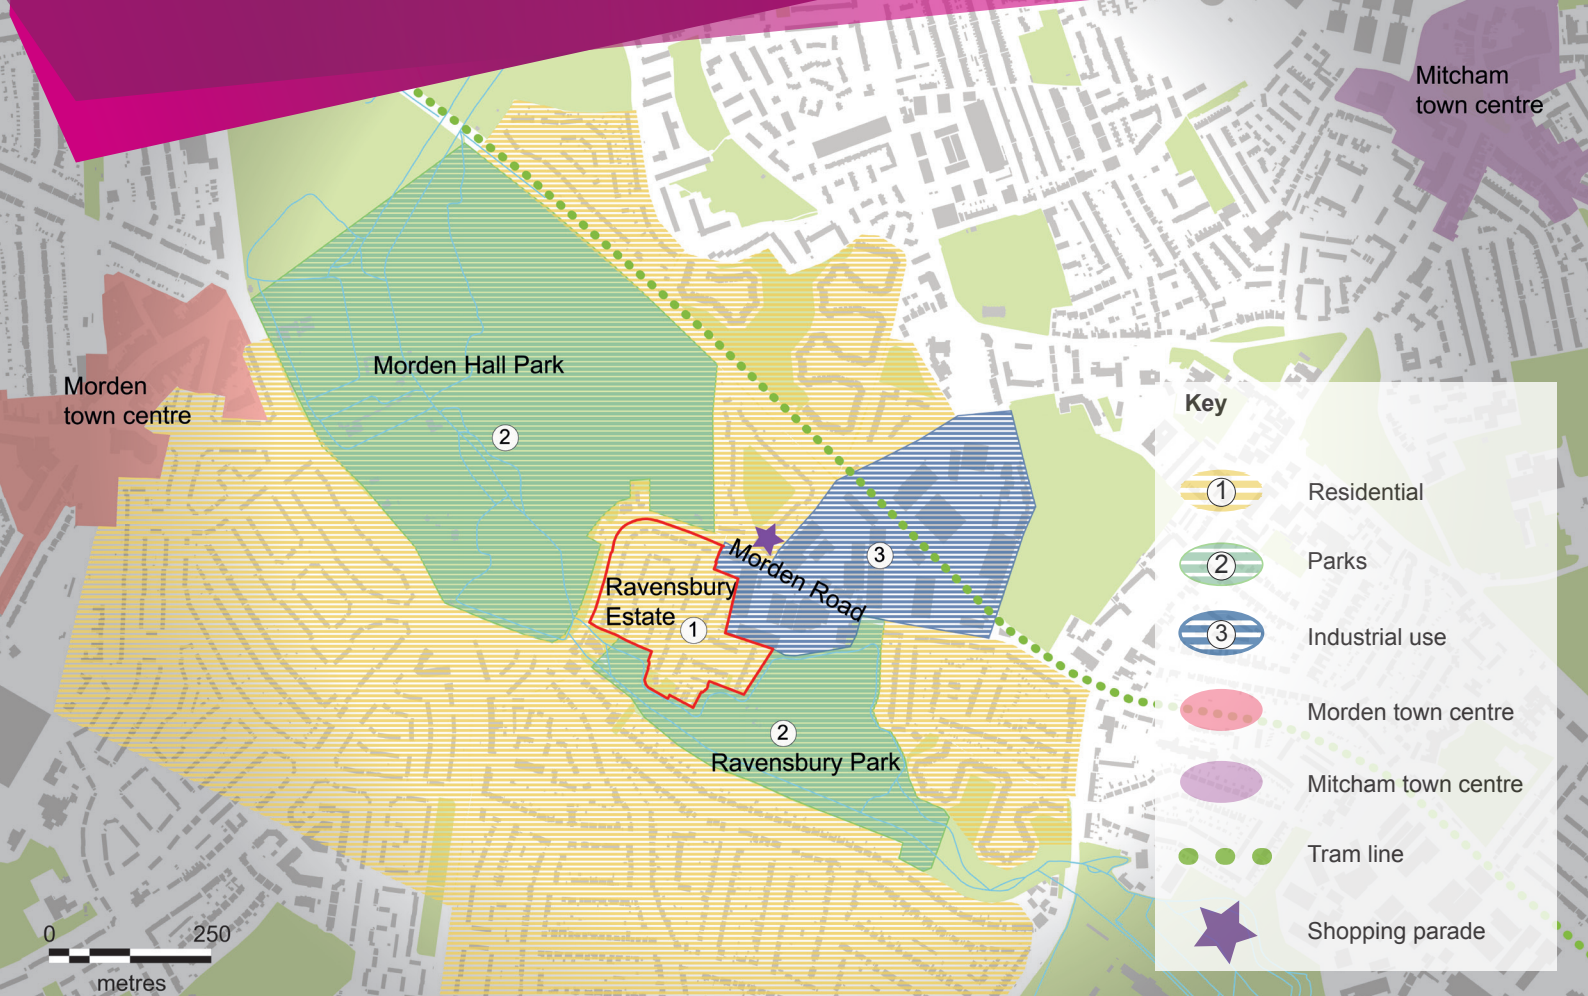 Mitcham
town centre
Morden Hall Park
Morden
town centre
2
Key
1 Residential
2 Parks
3 Industrial use
Morden town centre
Mitcham town centre
Tram line
Shopping parade
Morden Road
3
Ravensbury
Estate
1
2
Ravensbury Park
0 250
metres